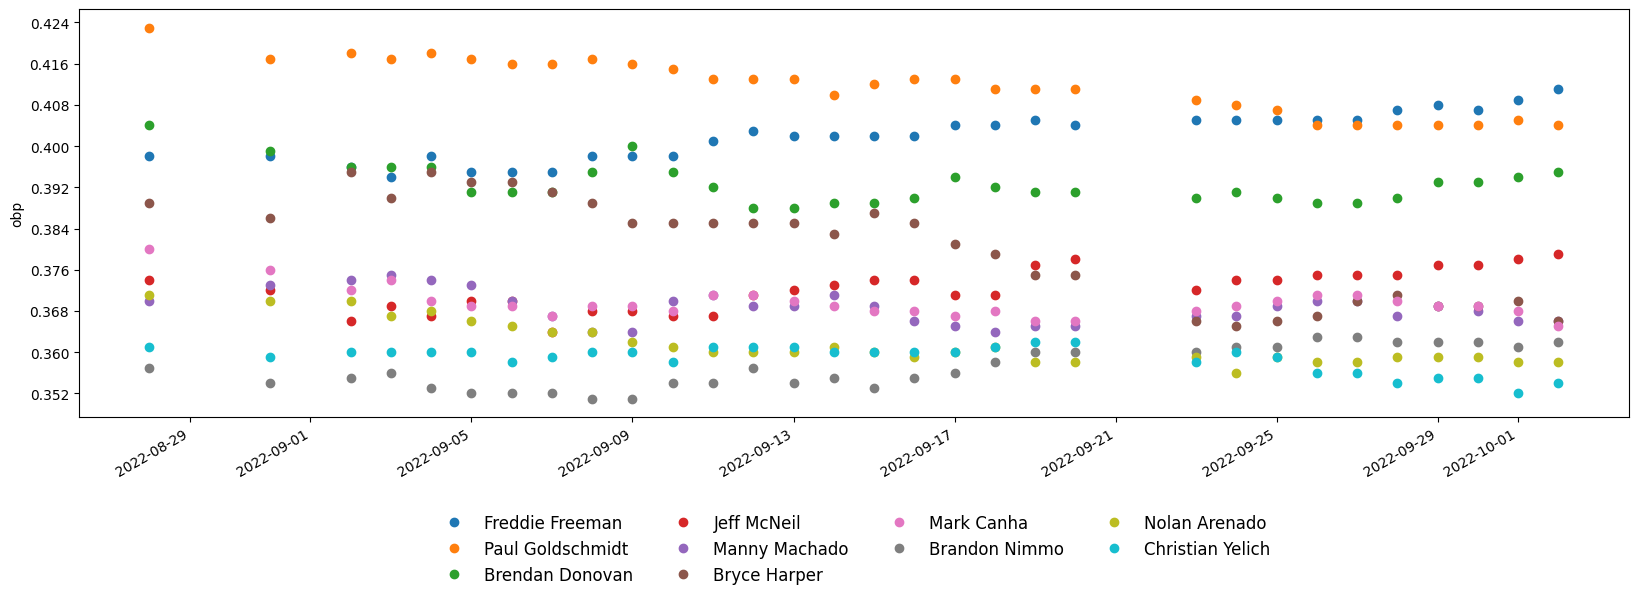 0.424
0.416
0.408
0.400
0.392
0.384
0.376
0.368
0.360
0.352
obp
2022-08-29
2022-09-01
2022-09-05
2022-09-09
2022-09-13
2022-09-17
2022-09-21
2022-09-25
2022-09-29
2022-10-01
Freddie Freeman
Paul Goldschmidt
Brendan Donovan
Jeff McNeil
Manny Machado
Bryce Harper
Mark Canha
Brandon Nimmo
Nolan Arenado
Christian Yelich